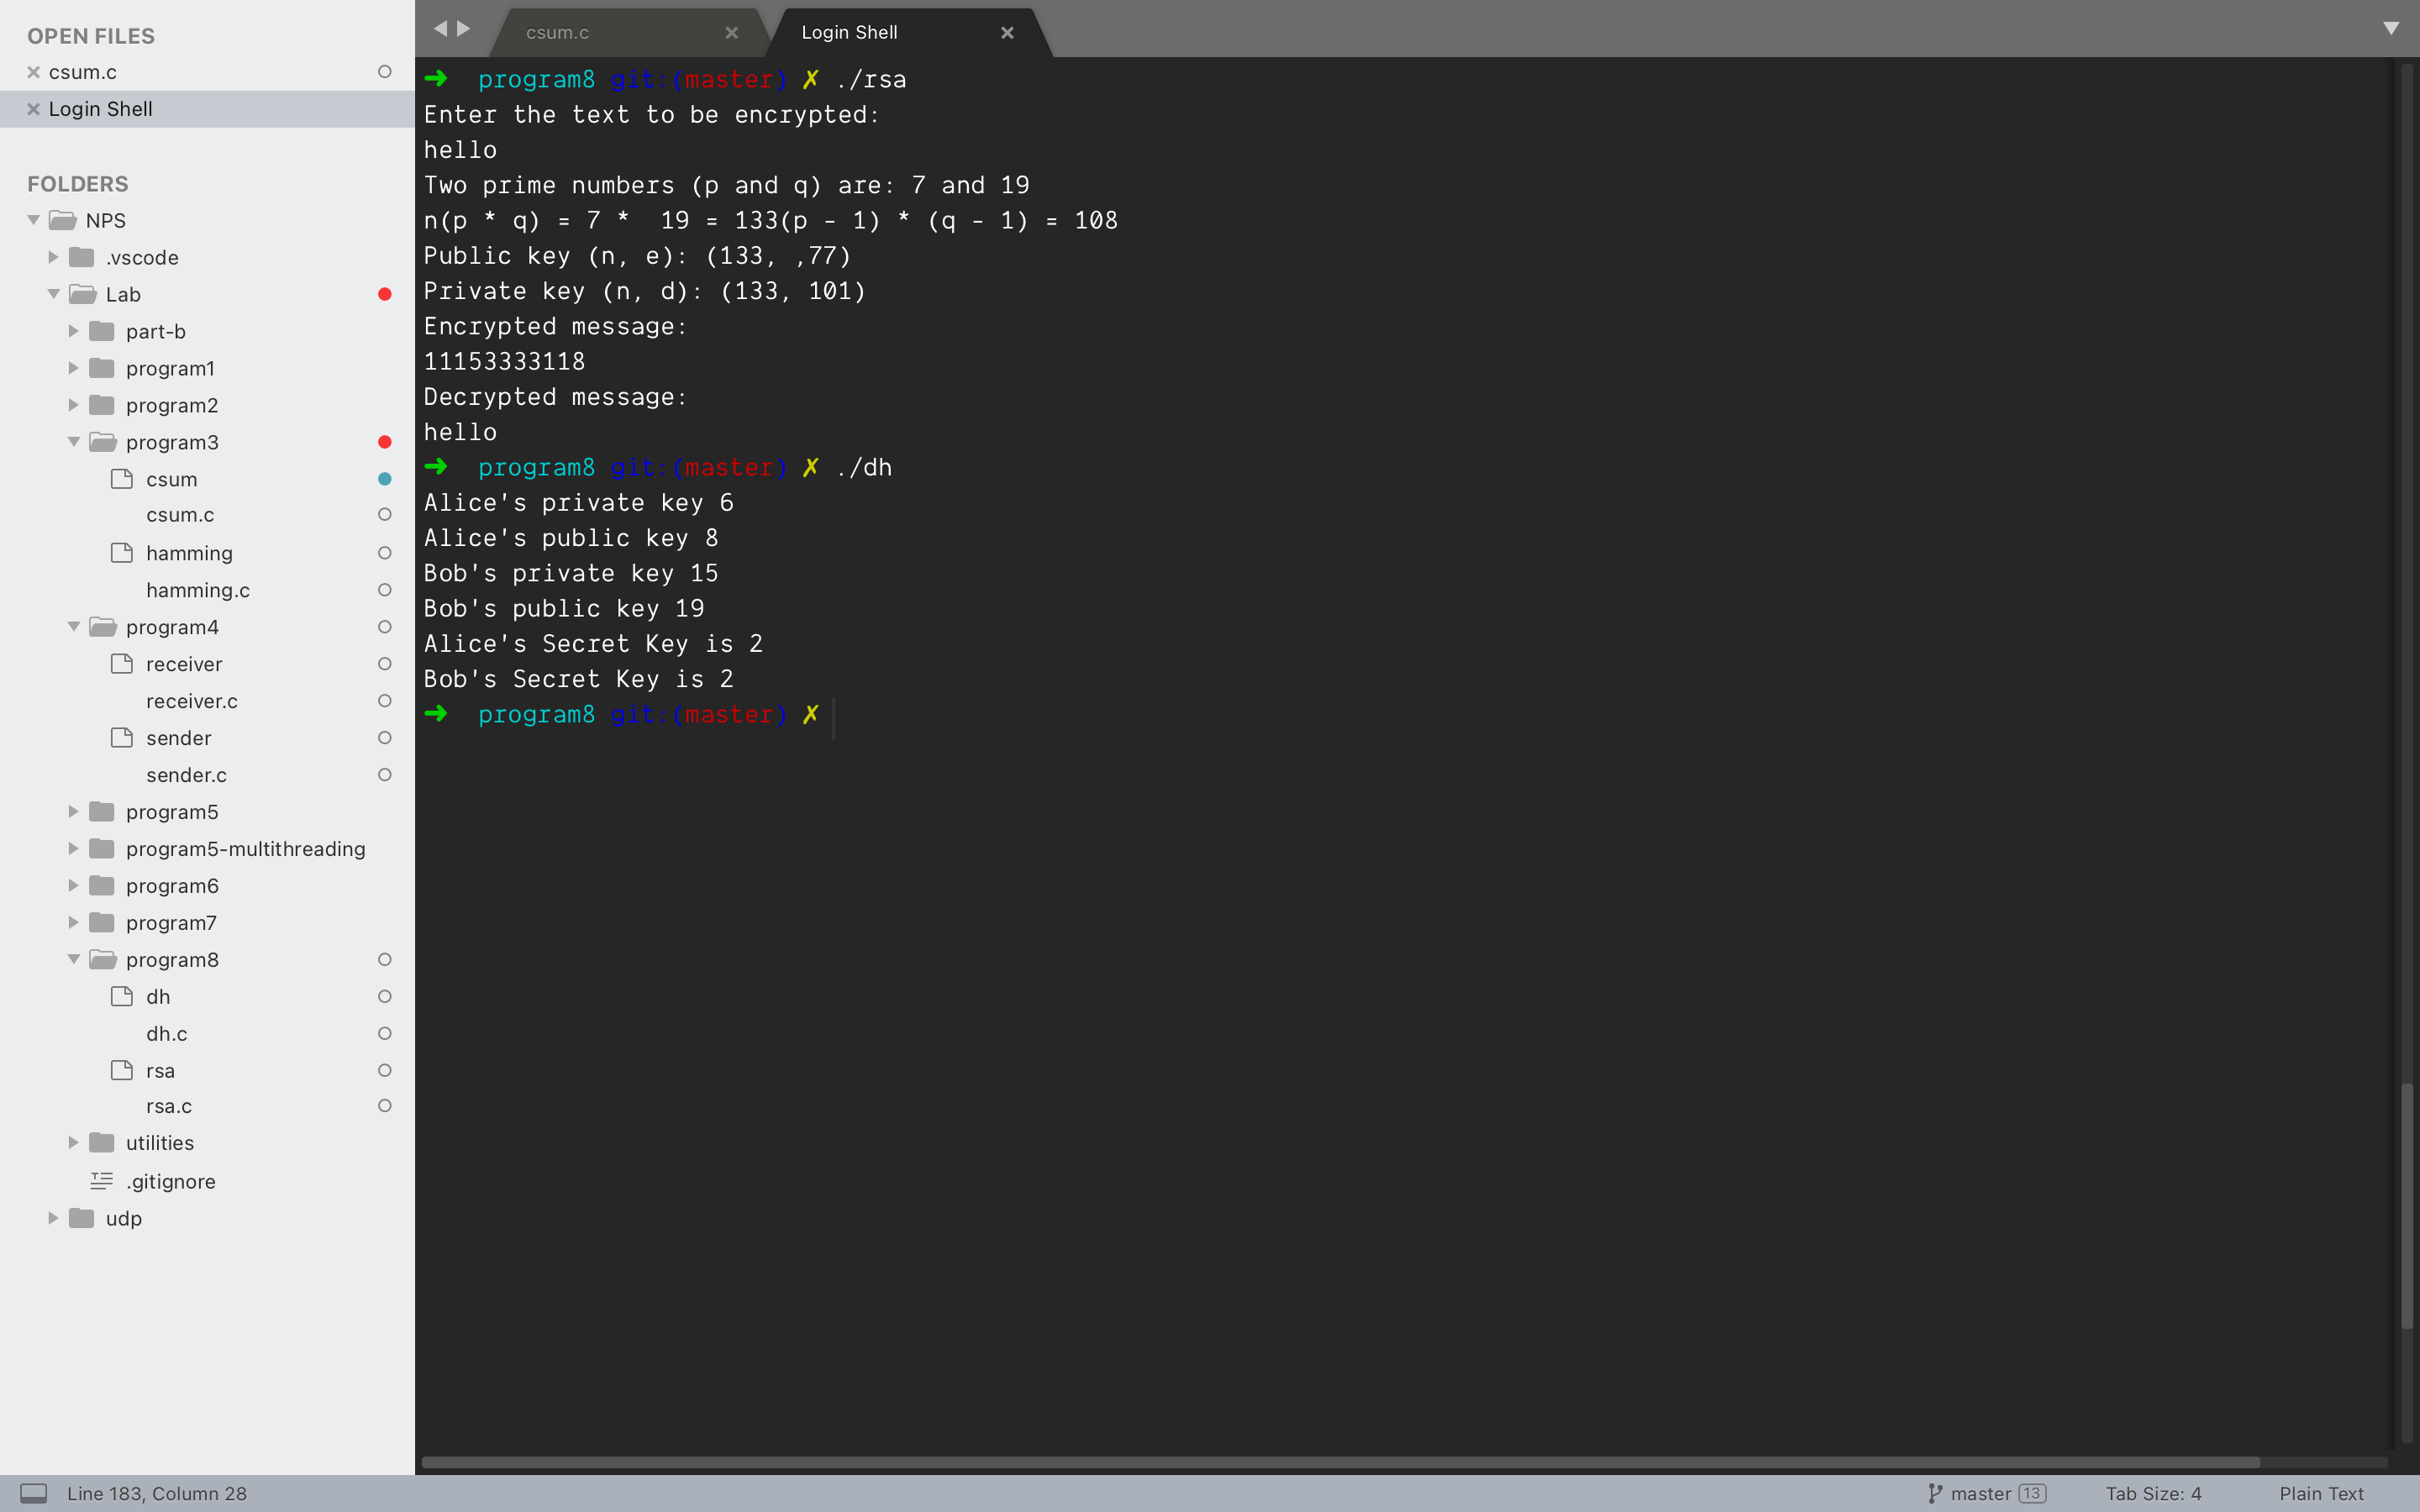 OPEN FILES
csum.c
Login Shell
FOLDERS
NPS
.vscode
Lab
part-b
program1
program2
program3
csum
csum.c
hamming
hamming.c
program4
receiver
receiver.c
sender
sender.c
program5
program5-multithreading
program6
program7
program8
dh
dh.c
rsa
rsa.c
utilities
.gitignore
udp
csum.c
Login Shell
➜ program8 git:(master) ✗ ./rsa
Enter the text to be encrypted:
hello
Two prime numbers (p and q) are: 7 and 19
n(p * q) = 7 *  19 = 133(p - 1) * (q - 1) = 108
Public key (n, e): (133, ,77)
Private key (n, d): (133, 101)
Encrypted message:
11153333118
Decrypted message:
hello
➜ program8 git:(master) ✗ ./dh
Alice's private key 6
Alice's public key 8
Bob's private key 15
Bob's public key 19
Alice's Secret Key is 2
Bob's Secret Key is 2
➜ program8 git:(master) ✗
Line 183, Column 28
master 13
Tab Size: 4
Plain Text